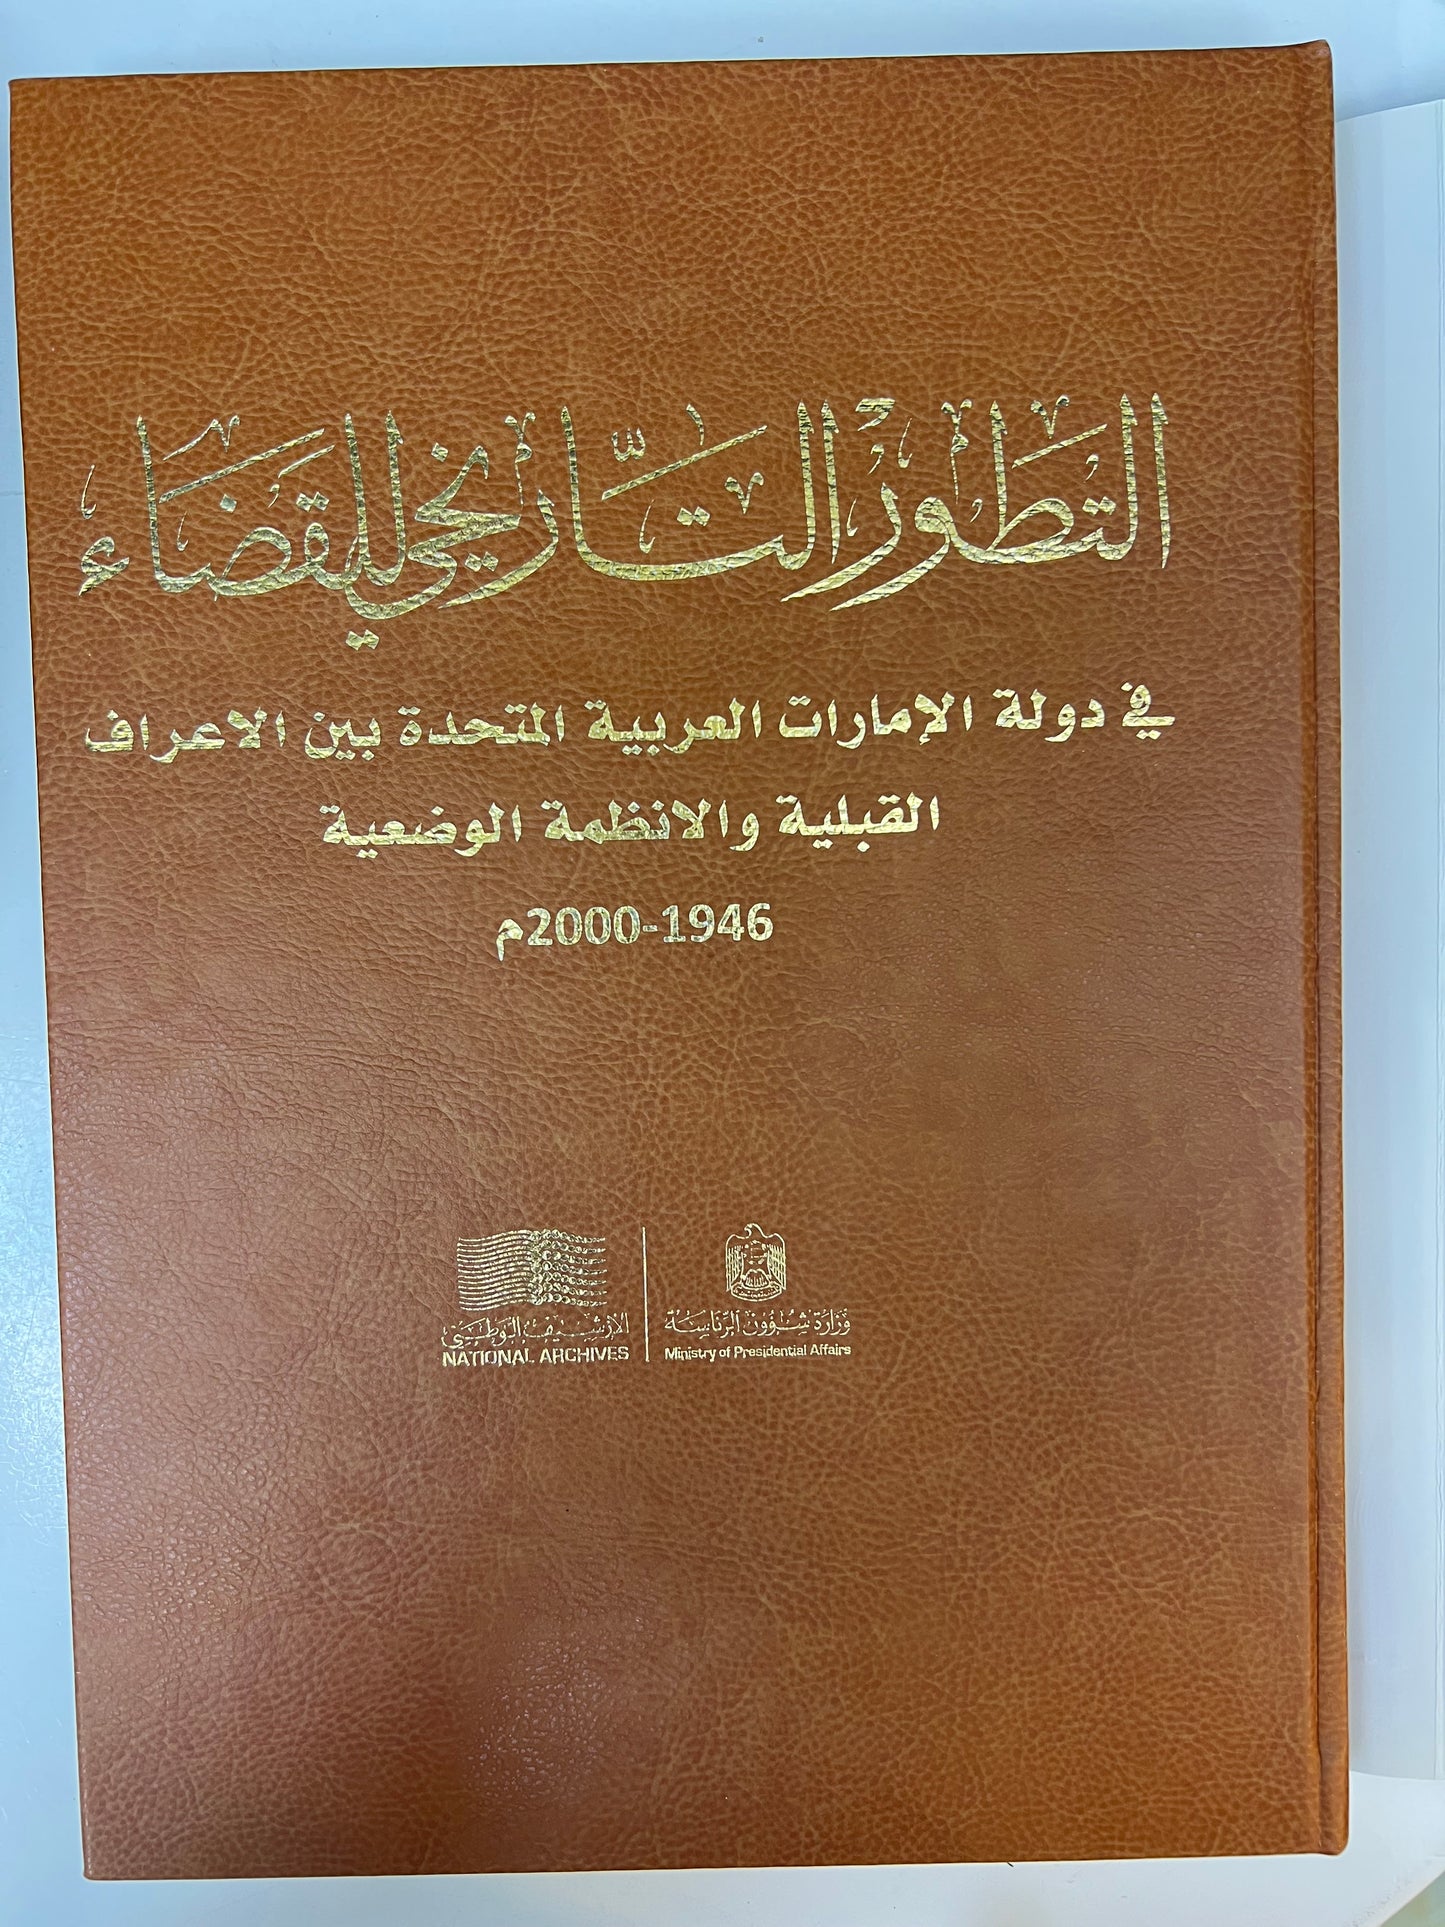 التطور التاريخي للقضاء
في دولة الإمارات العربية المتحدة بين الاعراف
القبلية والانظمة الوضعية
1946-2000م
وزارة شؤون الرئاسة
Ministry of Presidential Affairs
الأرشيف الوطني
NATIONAL ARCHIVES